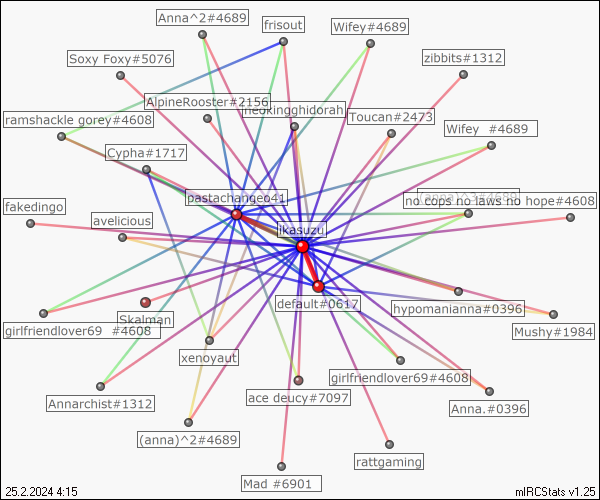 Anna^2#4689
frisout
Wifey#4689
Soxy Foxy#5076
zibbits#1312
AlpineRooster#2156
ramshackle gorey#4608
Toucan#2473
Wifey #4689
Cypha#1717
pastachange041
no cops no laws no hope#4608
fakedingo
avelicious
ikasuzu
default#0617
Skalman
hypomanianna#0396
girlfriendlover69 #4608
Mushy#1984
xenoyaut
girlfriendlover69#4608
Annarchist#1312
ace deucy#7097
Anna.#0396
(anna)^2#4689
rattgaming
Mad #6901
25.2.2024 4:15
mIRCStats v1.25